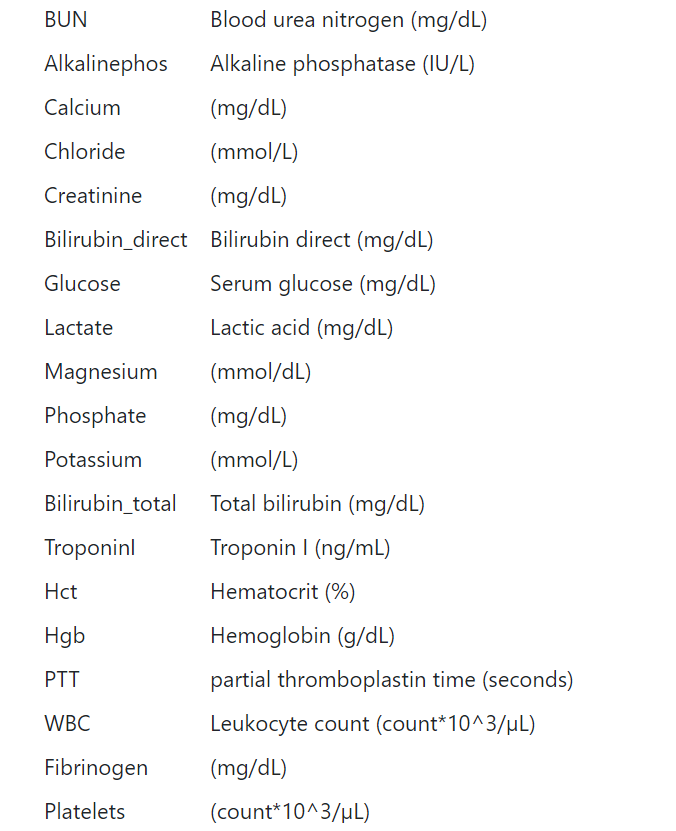 BUN Blood urea nitrogen (mg/dL)
Alkalinephos Alkaline phosphatase (IU/L)
Calcium (mg/dL)
Chloride (mmol/L)
Creatinine (mg/dL)
Bilirubin_direct Bilirubin direct (mg/dL)
Glucose Serum glucose (mg/dL)
Lactate Lactic acid (mg/dL)
Magnesium (mmol/dL)
Phosphate (mg/dL)
Potassium (mmol/L)
Bilirubin_total Total bilirubin (mg/dL)
TroponinI Troponin I (ng/mL)
Hct Hematocrit (%)
Hgb Hemoglobin (g/dL)
PTT partial thromboplastin time (seconds)
WBC Leukocyte count (count*10^3/µL)
Fibrinogen (mg/dL)
Platelets (count*10^3/µL)